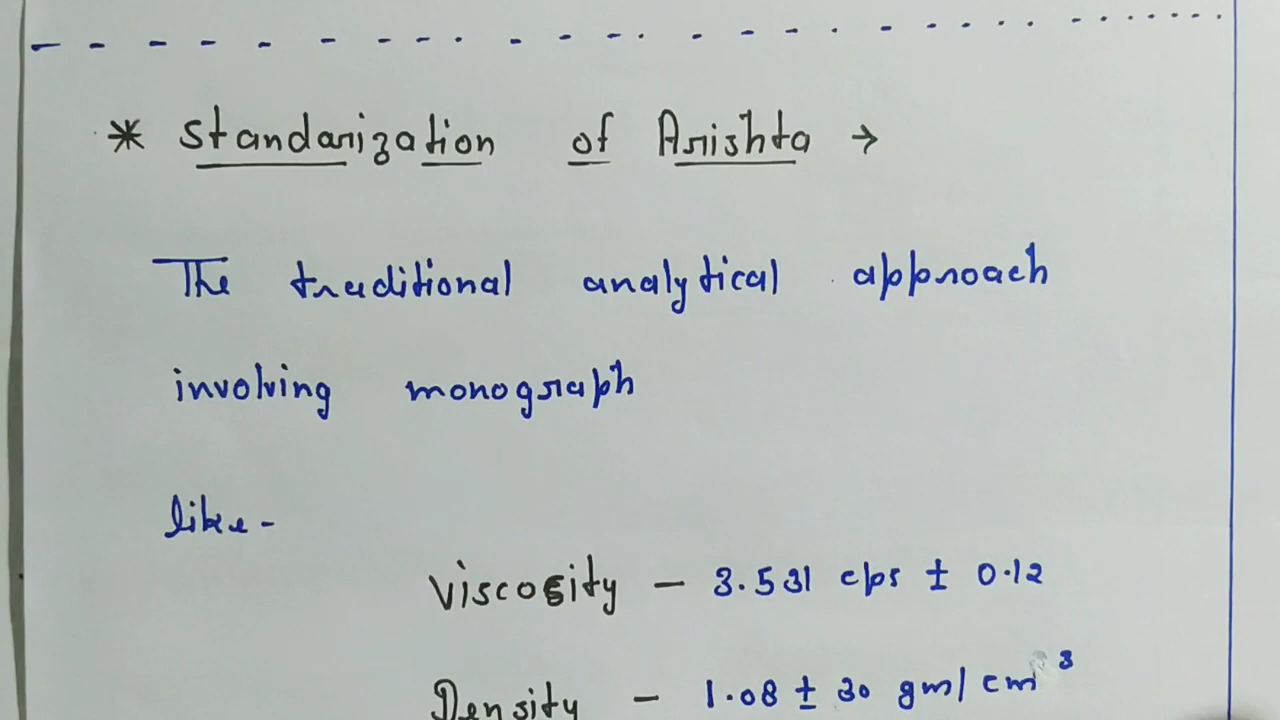 * Standarization of Arishta →
The traditional analytical approach
involving monograph
like-
Viscosity – 3.531 cps ± 0.12
Density – 1.08 ± 30 gm/cm³